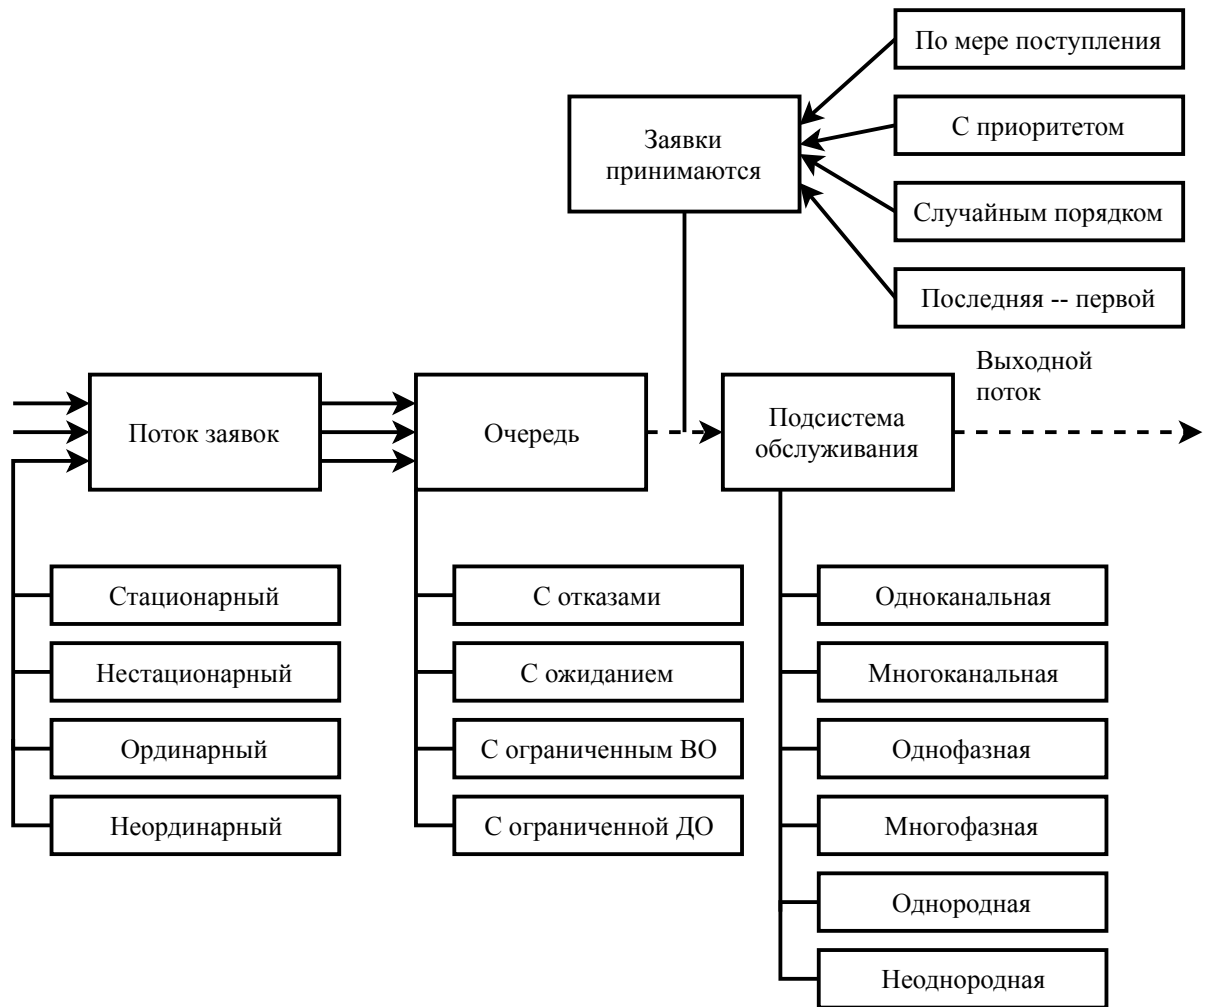 По мере поступления
С приоритетом
Заявки
принимаются
Случайным порядком
Последняя -- первой
Выходной
поток
Поток заявок
Очередь
Подсистема
обслуживания
Стационарный
С отказами
Одноканальная
Нестационарный
С ожиданием
Многоканальная
Ординарный
С ограниченным ВО
Однофазная
Неординарный
С ограниченной ДО
Многофазная
Однородная
Неоднородная